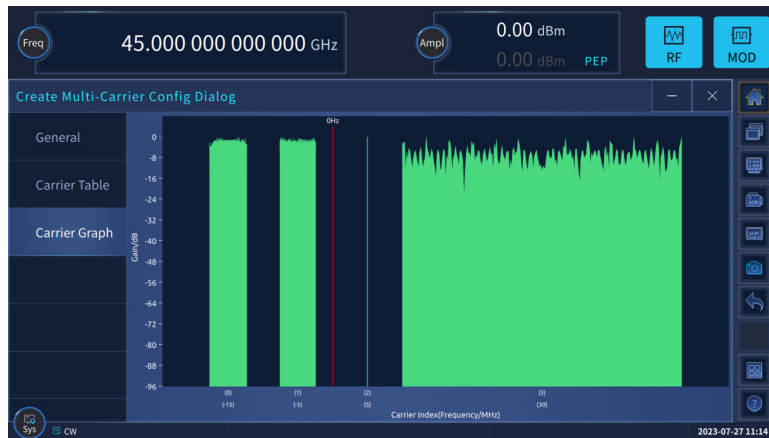 Freq
45.000 000 000 000 GHz
Ampl
0.00 dBm
0.00 dBm PEP
RF
MOD
Create Multi-Carrier Config Dialog
General
Carrier Table
Carrier Graph
0Hz
Gain/dB
0
-8
-16
-24
-32
-40
-48
-56
-64
-72
-80
-88
-96
(0) (1) (2) (3)
(-15) (-5) (5) (30)
Carrier Index(Frequency/MHz)
SCPI
Sys
CW
2023-07-27 11:14